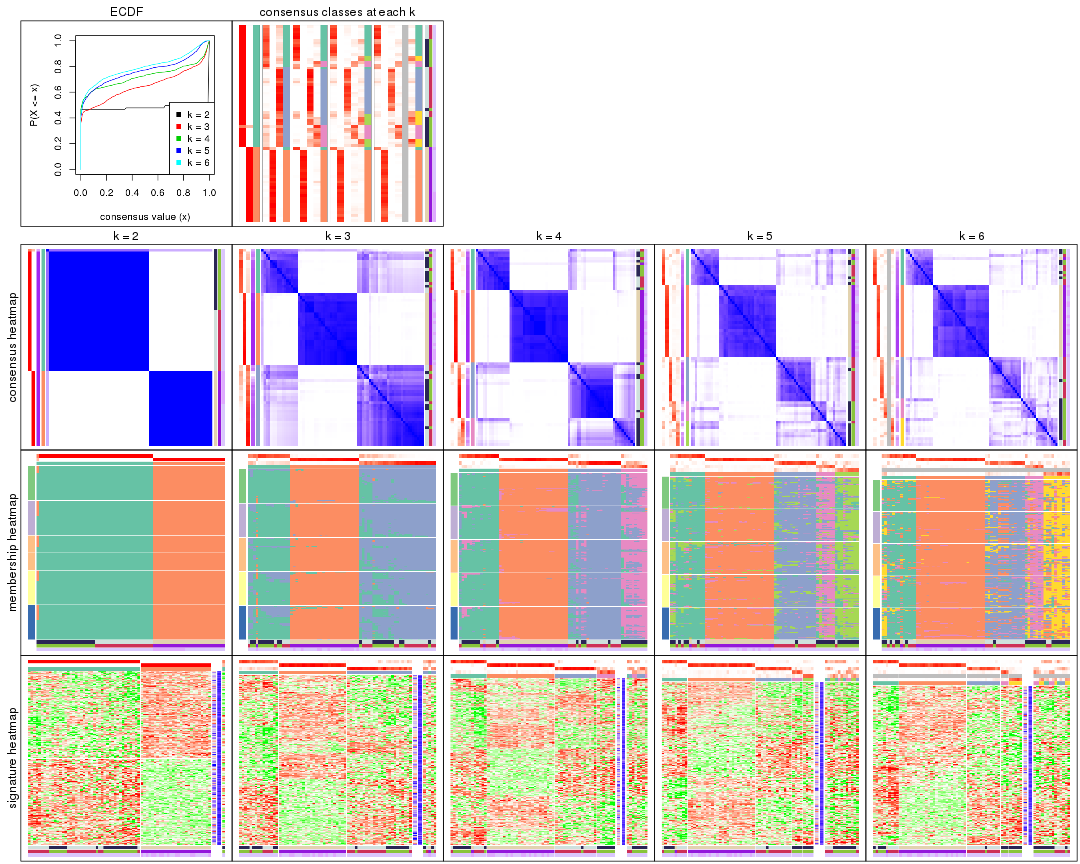 ECDF
consensus classes at each k
P(X <= x)
1.0
0.8
0.6
0.4
0.2
0.0
k = 2
k = 3
k = 4
k = 5
k = 6
0.0 0.2 0.4 0.6 0.8 1.0
consensus value (x)
k = 2 k = 3 k = 4 k = 5 k = 6
consensus heatmap
membership heatmap
signature heatmap